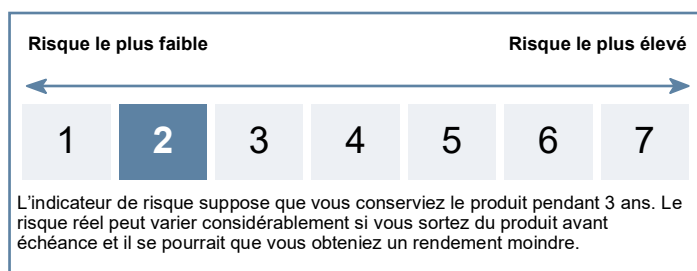 Risque le plus faible Risque le plus élevé
1 2 3 4 5 6 7
L'indicateur de risque suppose que vous conserviez le produit pendant 3 ans. Le
risque réel peut varier considérablement si vous sortez du produit avant
échéance et il se pourrait que vous obteniez un rendement moindre.